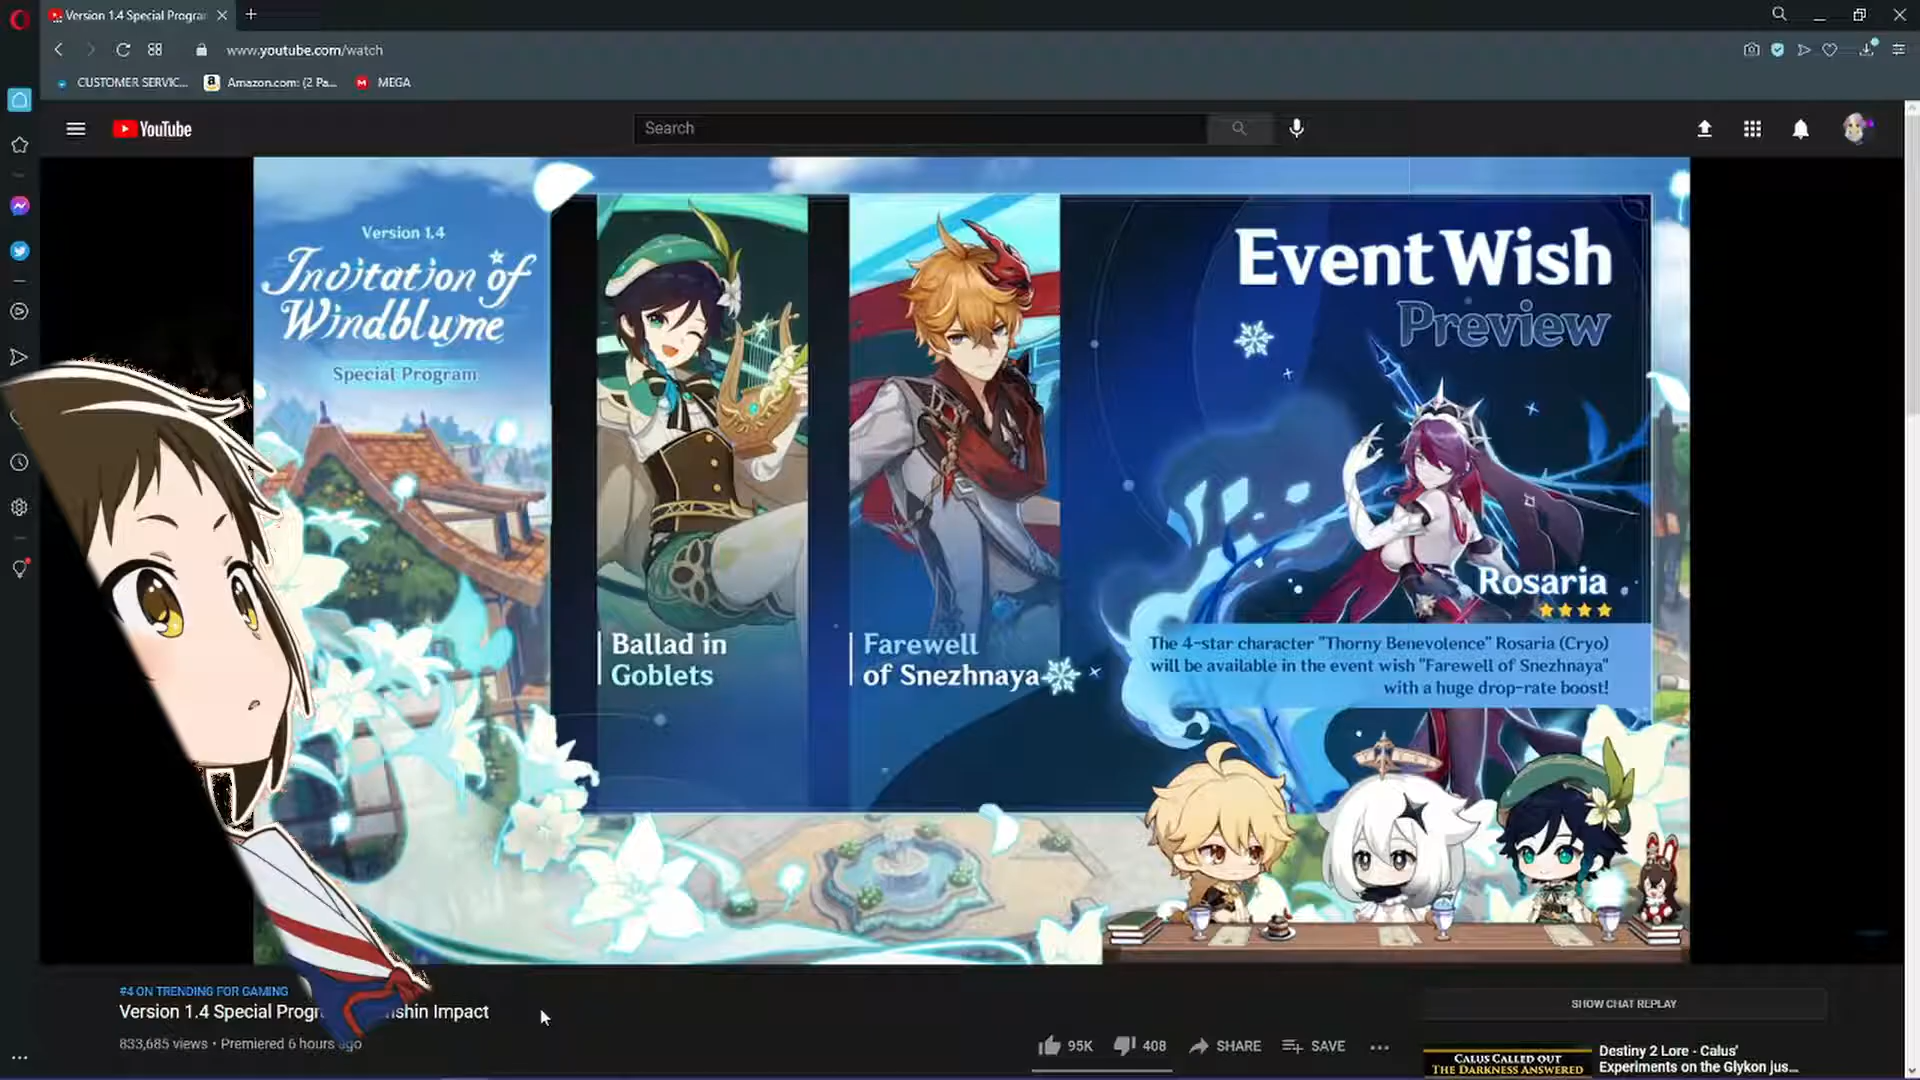 Version 1.4 Special Progra
www.youtube.com/watch
CUSTOMER SERVIC...
Amazon.com: (2 Pa...
MEGA
YouTube
Search
Version 1.4
Invitation of
Windblume
Special Program
Ballad in
Goblets
Farewell
of Snezhnaya
Event Wish
Preview
Rosaria
The 4-star character "Thorny Benevolence" Rosaria (Cryo)
will be available in the event wish "Farewell of Snezhnaya"
with a huge drop-rate boost!
#4 ON TRENDING FOR GAMING
Version 1.4 Special Progr nshin Impact
833,685 views • Premiered 6 hours ago
95K
408
SHARE
SAVE
SHOW CHAT REPLAY
CALUS CALLED OUT
THE DARKNESS ANSWERED
Destiny 2 Lore - Calus'
Experiments on the Glykon jus...